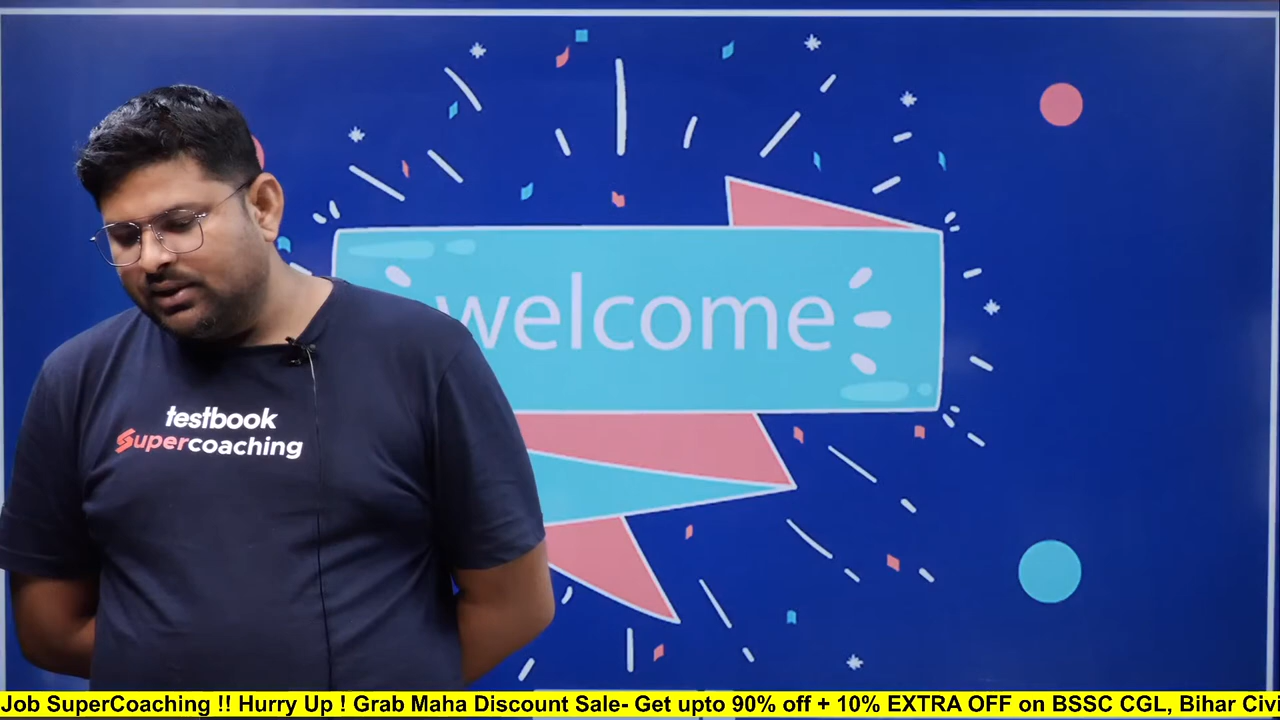 welcome
testbook
Supercoaching
Job SuperCoaching !! Hurry Up ! Grab Maha Discount Sale- Get upto 90% off + 10% EXTRA OFF on BSSC CGL, Bihar Civi